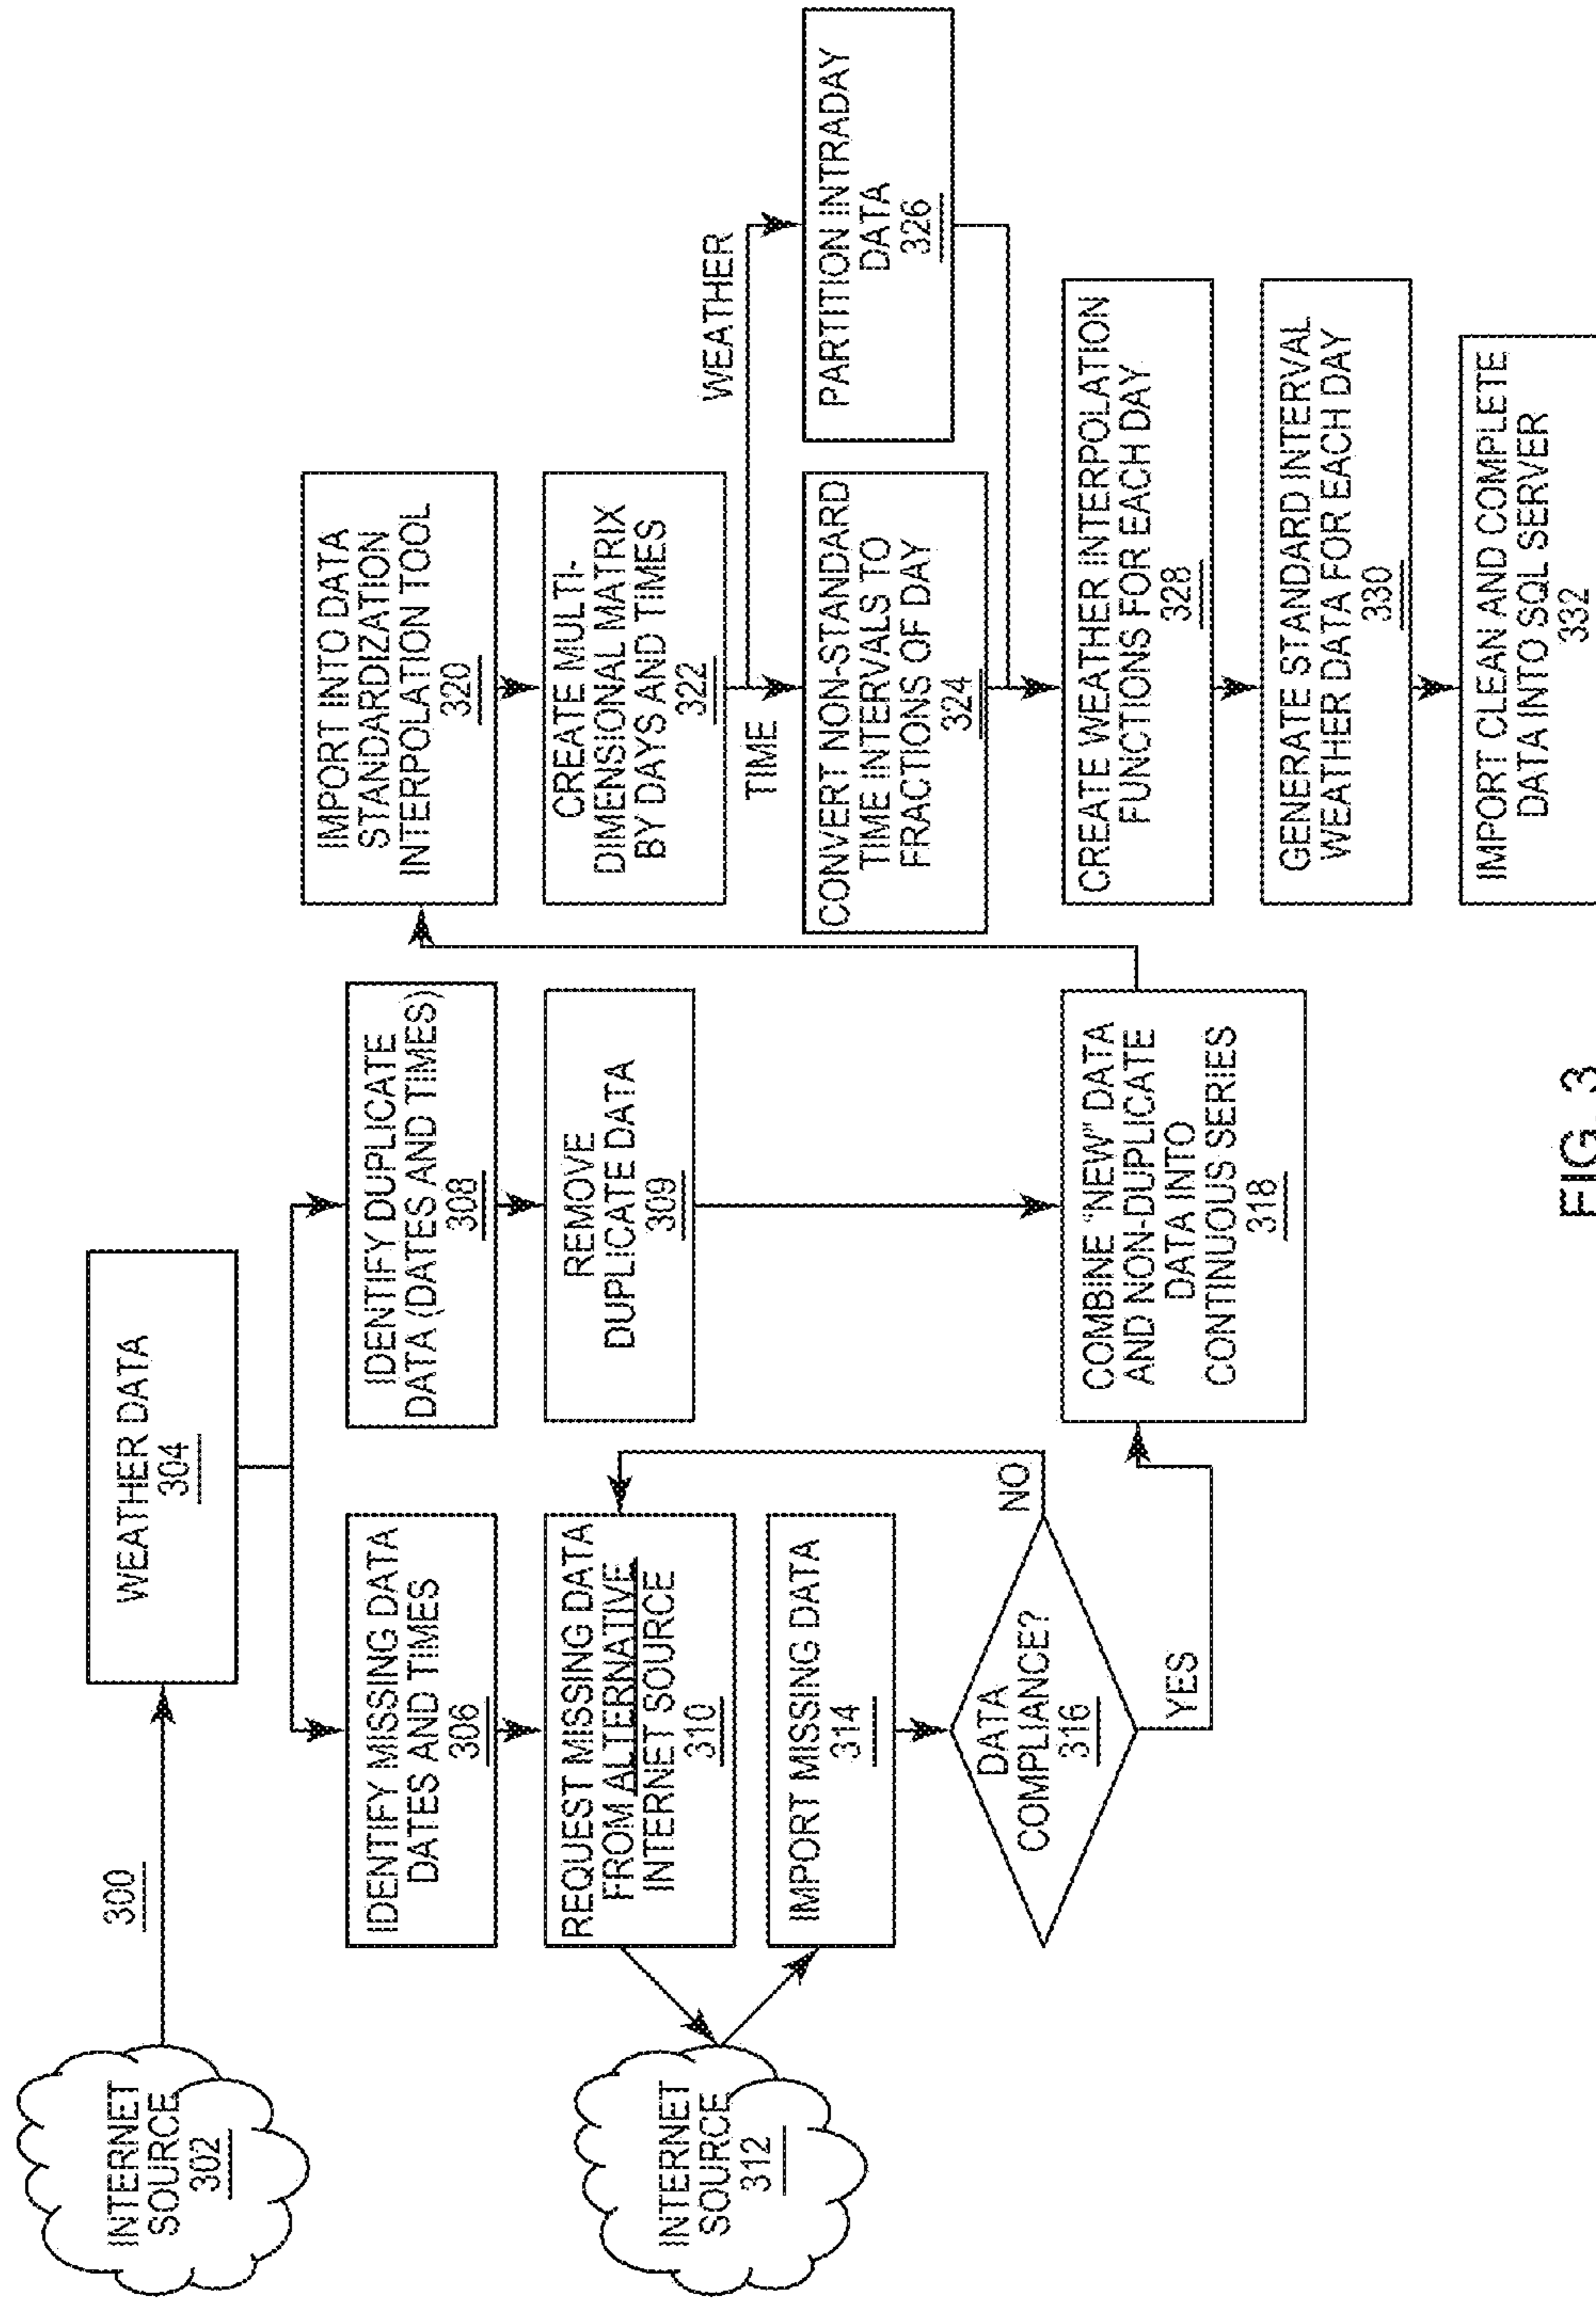 300
INTERNET
SOURCE
302
WEATHER DATA
304
IDENTIFY MISSING DATA
DATES AND TIMES
306
IDENTIFY DUPLICATE
DATA (DATES AND TIMES)
308
REQUEST MISSING DATA
FROM ALTERNATIVE
INTERNET SOURCE
310
REMOVE
DUPLICATE DATA
309
INTERNET
SOURCE
312
IMPORT MISSING DATA
314
DATA
COMPLIANCE?
316
NO
YES
COMBINE "NEW" DATA
AND NON-DUPLICATE
DATA INTO
CONTINUOUS SERIES
318
IMPORT INTO DATA
STANDARDIZATION
INTERPOLATION TOOL
320
CREATE MULTI-
DIMENSIONAL MATRIX
BY DAYS AND TIMES
322
TIME
WEATHER
CONVERT NON-STANDARD
TIME INTERVALS TO
FRACTIONS OF DAY
324
PARTITION INTRADAY
DATA
326
CREATE WEATHER INTERPOLATION
FUNCTIONS FOR EACH DAY
328
GENERATE STANDARD INTERVAL
WEATHER DATA FOR EACH DAY
330
IMPORT CLEAN AND COMPLETE
DATA INTO SQL SERVER
332
FIG. 3